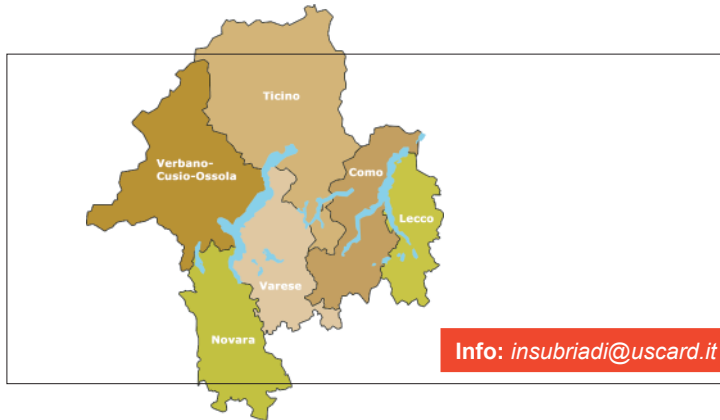 Ticino
Verbano-
Cusio-Ossola
Como
Lecco
Varese
Novara
Info: insubriadi@uscard.it